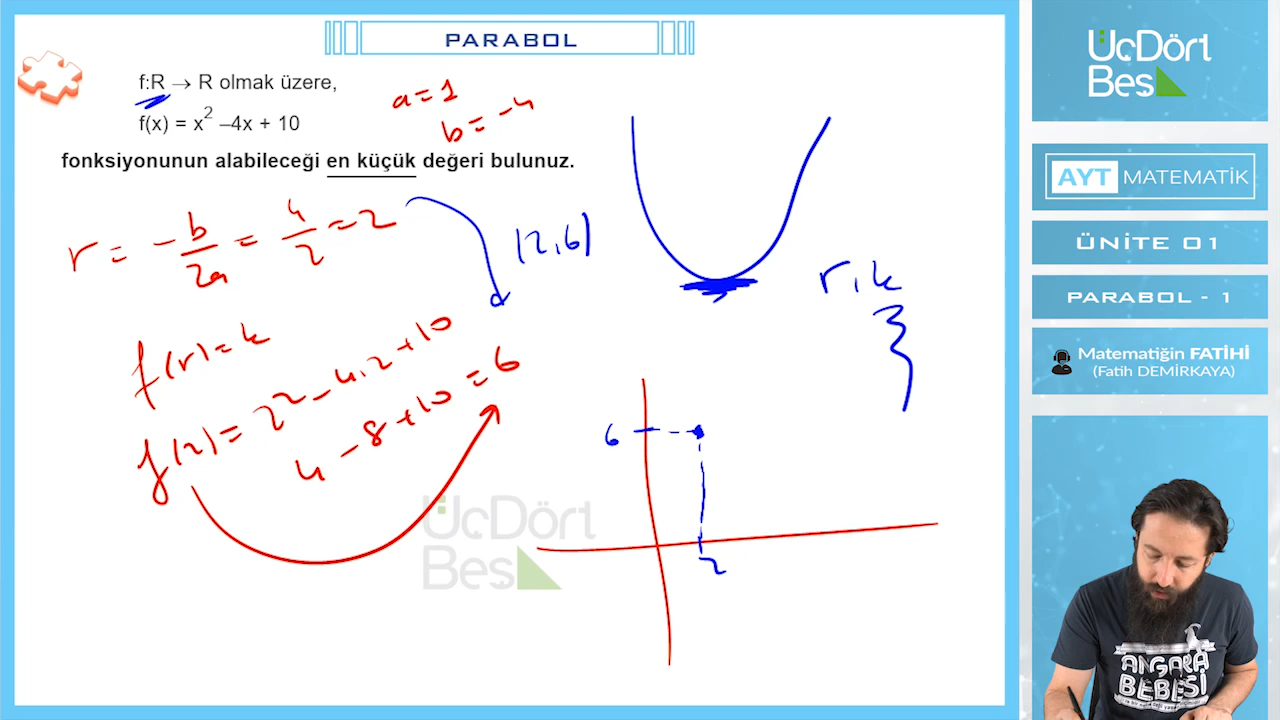 PARABOL
f:R → R olmak üzere,
f(x) = x² –4x + 10
fonksiyonunun alabileceği en küçük değeri bulunuz.
a = 1
b = -4
r = -b/2a = 4/2 = 2
(2,6)
r,k
f(r) = k
f(2) = 2² - 4.2 + 10
4 - 8 + 10 = 6
6
2
ÜçDört
Beş
ÜçDört
Beş
AYT MATEMATİK
ÜNİTE 01
PARABOL - 1
Matematiğin FATİHİ
(Fatih DEMİRKAYA)
ANGARA
BEBESİ